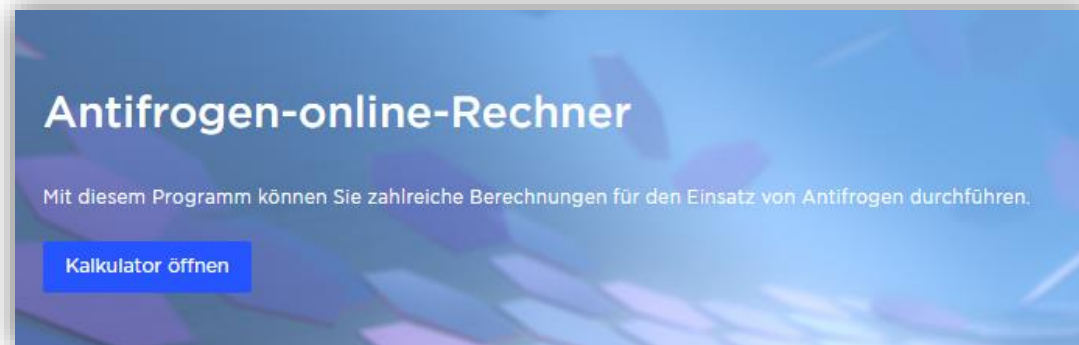 Antifrogen-online-Rechner
Mit diesem Programm können Sie zahlreiche Berechnungen für den Einsatz von Antifrogen durchführen.
Kalkulator öffnen